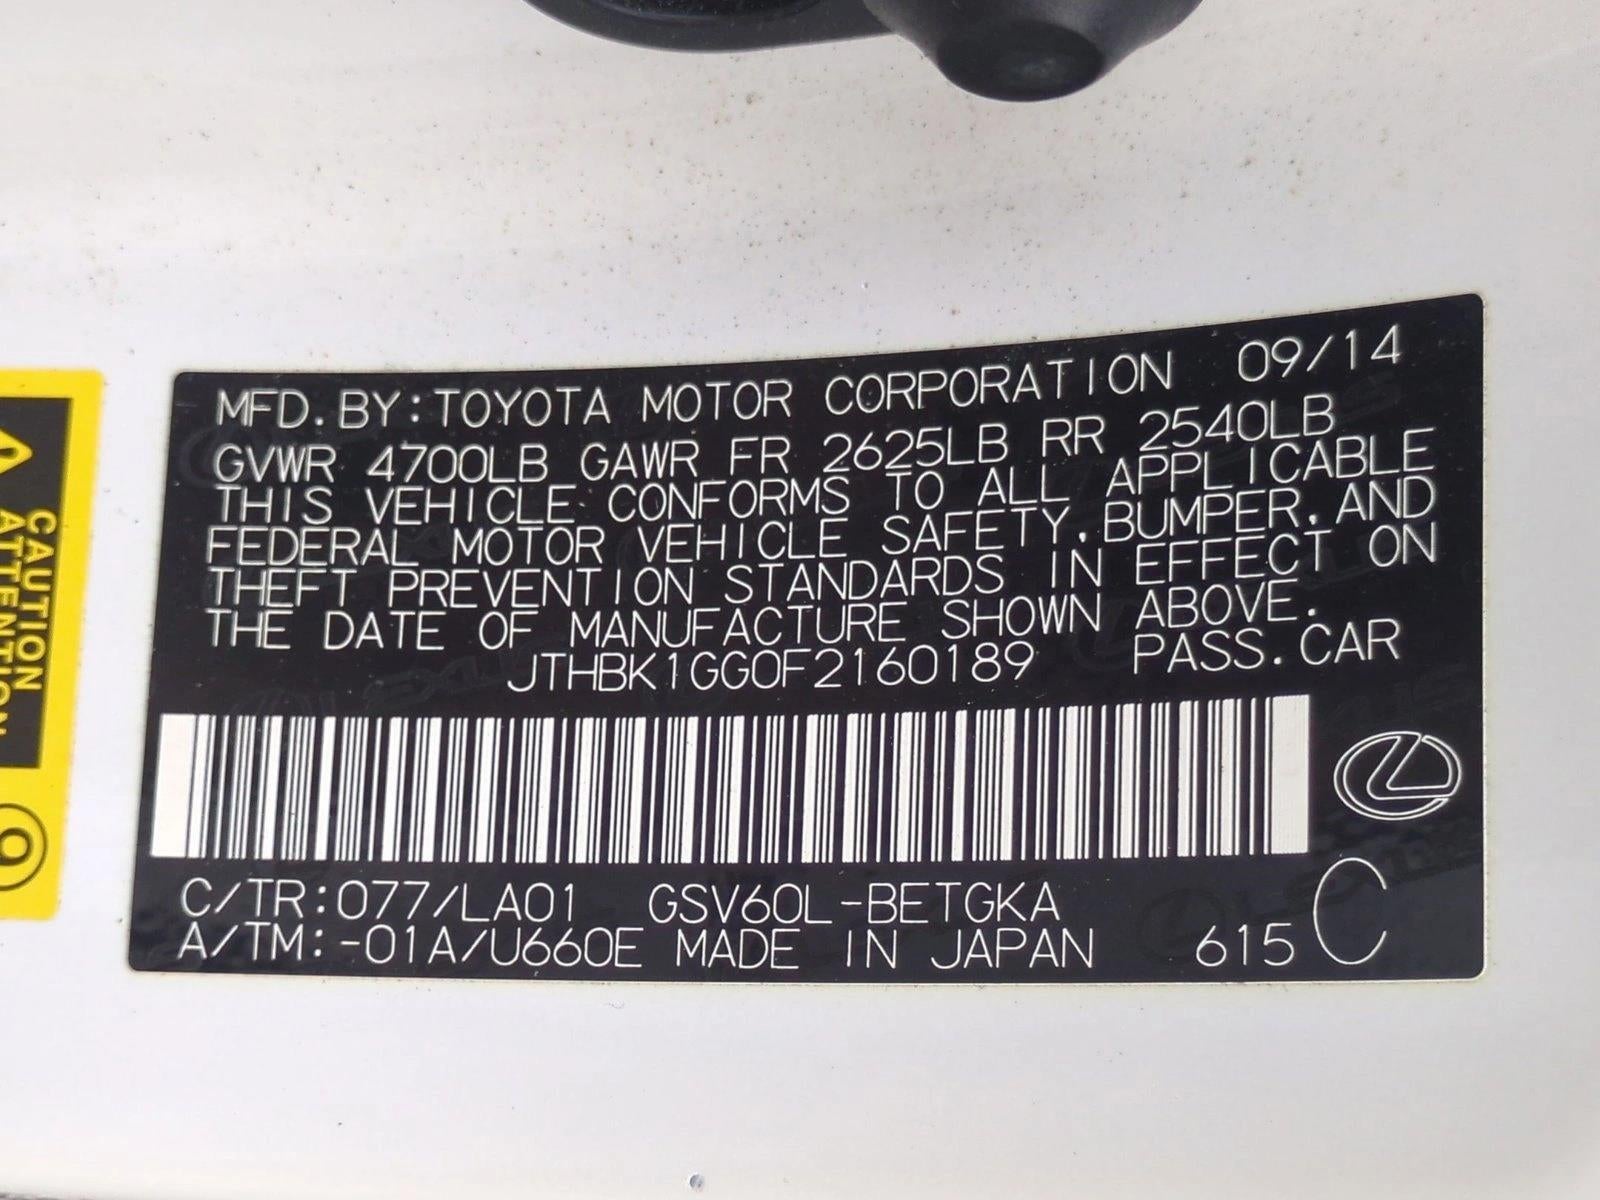 MFD. BY:TOYOTA MOTOR CORPORATION 09/14
GVWR 4700LB GAWR FR 2625LB RR 2540LB
THIS VEHICLE CONFORMS TO ALL APPLICABLE
FEDERAL MOTOR VEHICLE SAFETY, BUMPER, AND
THEFT PREVENTION STANDARDS IN EFFECT ON
THE DATE OF MANUFACTURE SHOWN ABOVE.
JTHBK1GG0F2160189 PASS. CAR
C/TR:077/LA01 GSV60L-BETGKA
A/TM:-01A/U660E MADE IN JAPAN 615 C
CAUTION
ATTENTION